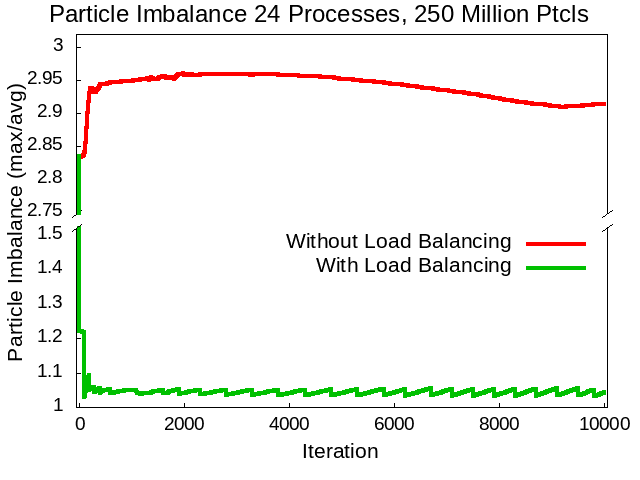 Particle Imbalance 24 Processes, 250 Million Ptcls
Particle Imbalance (max/avg)
3
2.95
2.9
2.85
2.8
2.75
1.5
1.4
1.3
1.2
1.1
1
Without Load Balancing
With Load Balancing
0 2000 4000 6000 8000 10000
Iteration